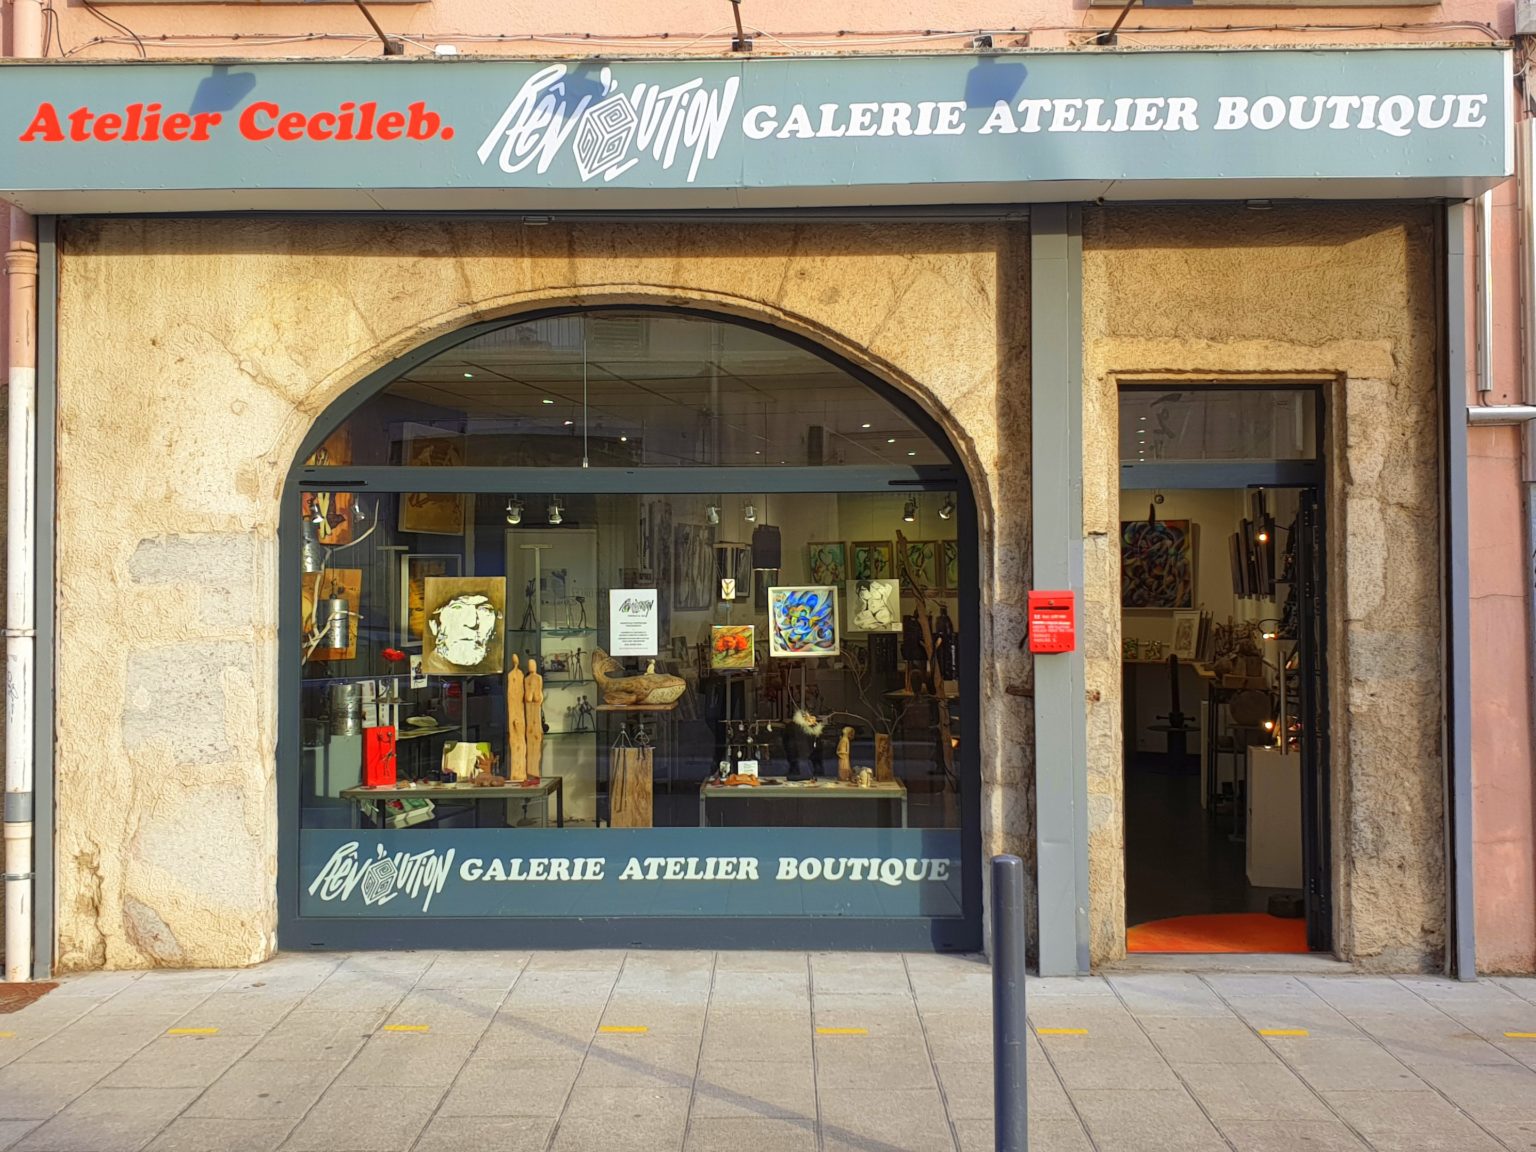 Atelier Cecileb. Rêv'olution GALERIE ATELIER BOUTIQUE
Rêv'olution GALERIE ATELIER BOUTIQUE